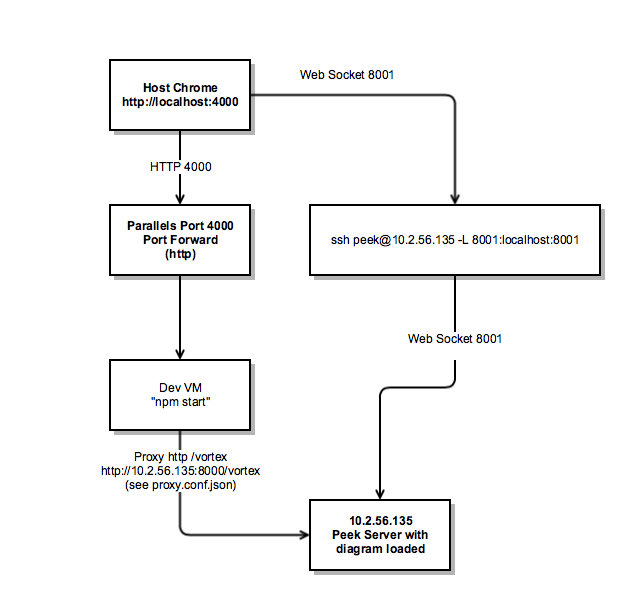 Web Socket 8001
Host Chrome
http://localhost:4000
HTTP 4000
Parallels Port 4000
Port Forward
(http)
ssh peek@10.2.56.135 -L 8001:localhost:8001
Web Socket 8001
Dev VM
"npm start"
Proxy http /vortex
http://10.2.56.135:8000/vortex
(see proxy.conf.json)
10.2.56.135
Peek Server with
diagram loaded